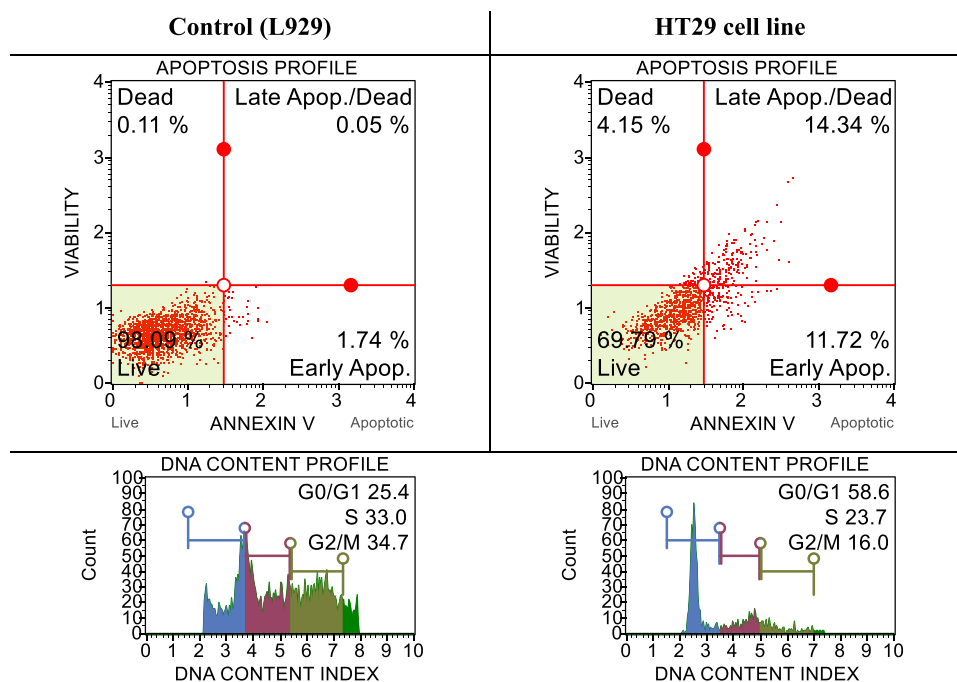 Control (L929)
HT29 cell line
APOPTOSIS PROFILE
4
Dead
Late Apop./Dead
0.11 %
0.05 %
3
VIABILITY
2
1
98.09 %
1.74 %
Live
Early Apop.
0
0 1 2 3 4
Live
ANNEXIN V
Apoptotic
APOPTOSIS PROFILE
4
Dead
Late Apop./Dead
4.15 %
14.34 %
3
VIABILITY
2
1
69.79 %
11.72 %
Live
Early Apop.
0
0 1 2 3 4
Live
ANNEXIN V
Apoptotic
DNA CONTENT PROFILE
100
90
80
70
60
50
40
30
20
10
0
Count
G0/G1 25.4
S 33.0
G2/M 34.7
0 1 2 3 4 5 6 7 8 9 10
DNA CONTENT INDEX
DNA CONTENT PROFILE
100
90
80
70
60
50
40
30
20
10
0
Count
G0/G1 58.6
S 23.7
G2/M 16.0
0 1 2 3 4 5 6 7 8 9 10
DNA CONTENT INDEX